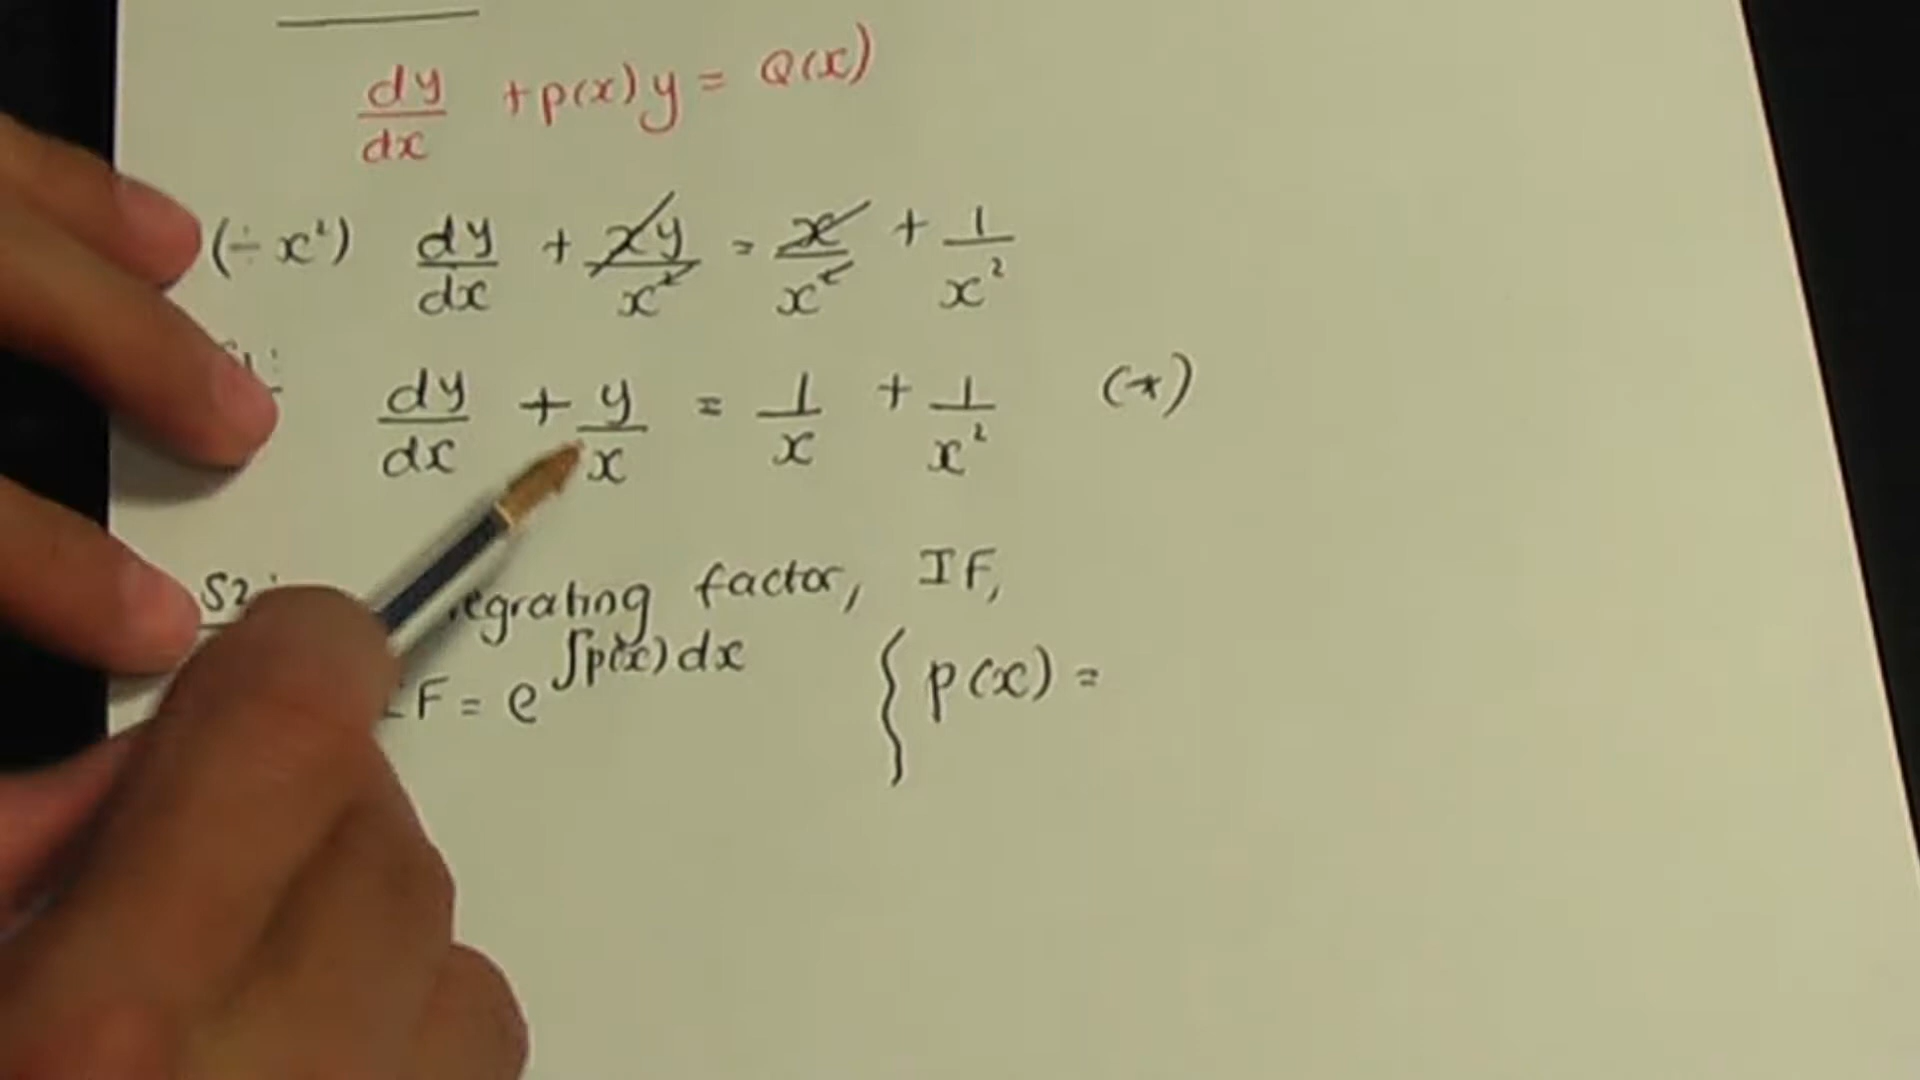 dy/dx + p(x)y = Q(x)
(÷ x²) dy/dx + xy/x² = x/x² + 1/x²
dy/dx + y/x = 1/x + 1/x² (*)
S2: factor, IF,
IF = e^∫p(x)dx { p(x) =